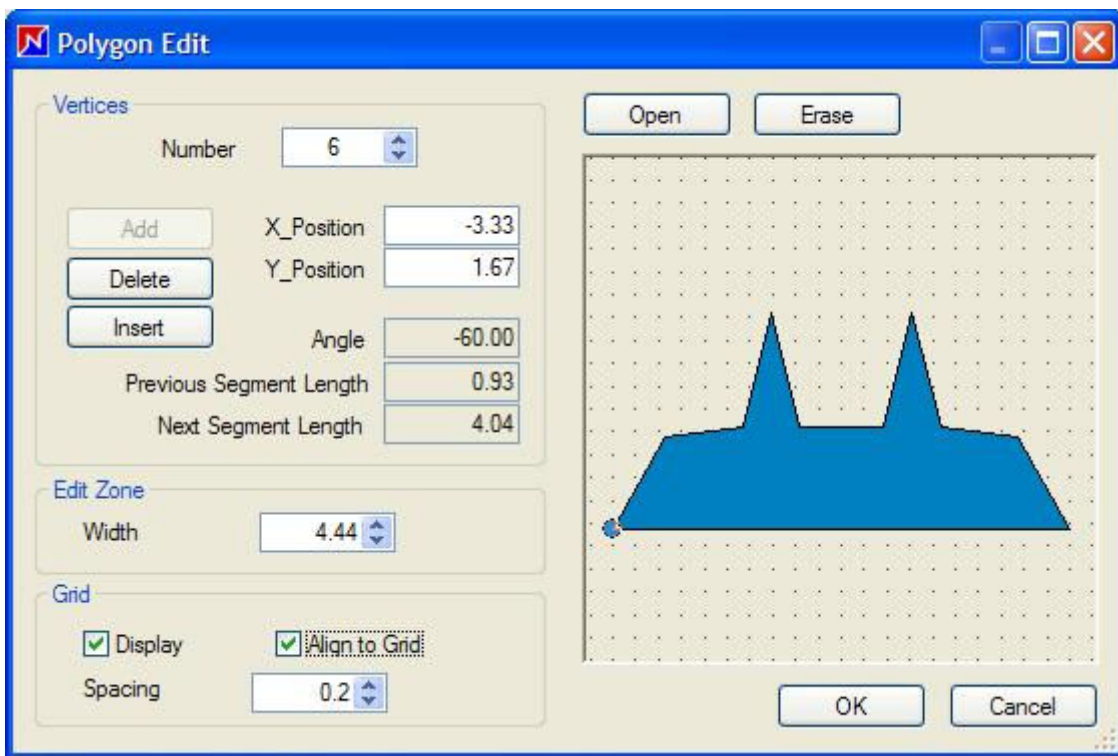 Polygon Edit
Vertices
Number 6
Add
X_Position -3.33
Delete
Y_Position 1.67
Insert
Angle -60.00
Previous Segment Length 0.93
Next Segment Length 4.04
Edit Zone
Width 4.44
Grid
Display
Align to Grid
Spacing 0.2
Open
Erase
OK
Cancel